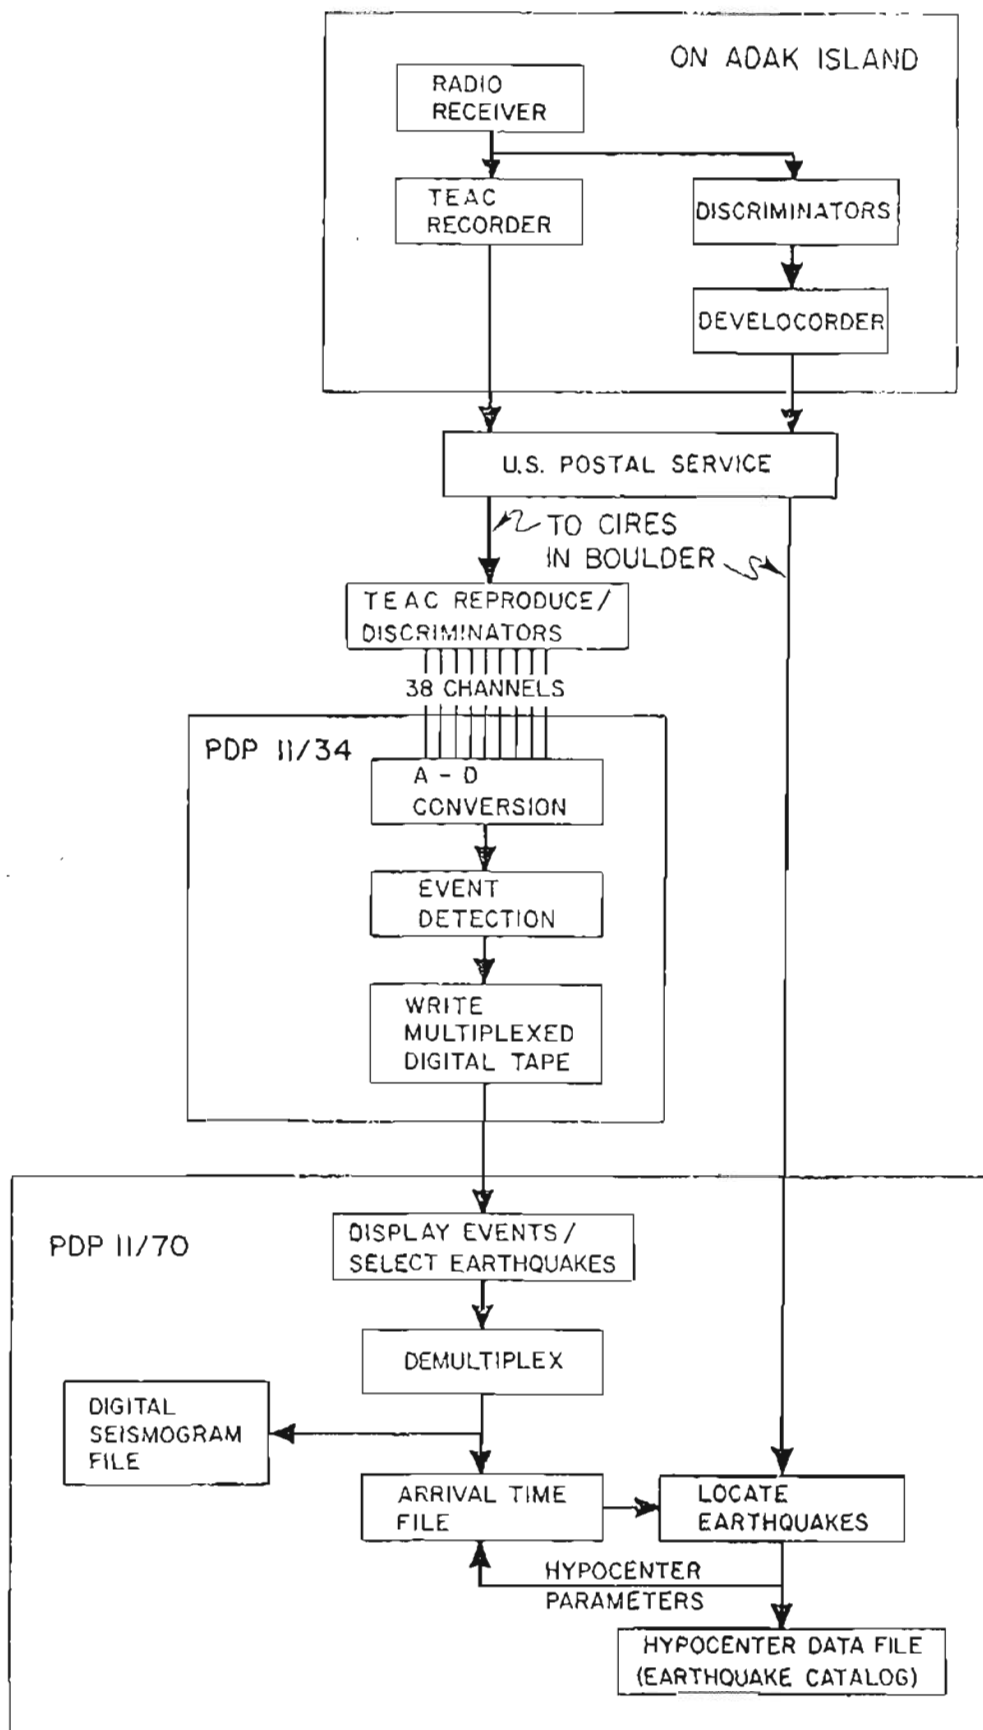 ON ADAK ISLAND
RADIO
RECEIVER
TEAC
RECORDER
DISCRIMINATORS
DEVELOCORDER
U.S. POSTAL SERVICE
TO CIRES
IN BOULDER
TEAC REPRODUCE/
DISCRIMINATORS
38 CHANNELS
PDP 11/34
A - D
CONVERSION
EVENT
DETECTION
WRITE
MULTIPLEXED
DIGITAL TAPE
PDP 11/70
DISPLAY EVENTS/
SELECT EARTHQUAKES
DEMULTIPLEX
DIGITAL
SEISMOGRAM
FILE
ARRIVAL TIME
FILE
LOCATE
EARTHQUAKES
HYPOCENTER
PARAMETERS
HYPOCENTER DATA FILE
(EARTHQUAKE CATALOG)